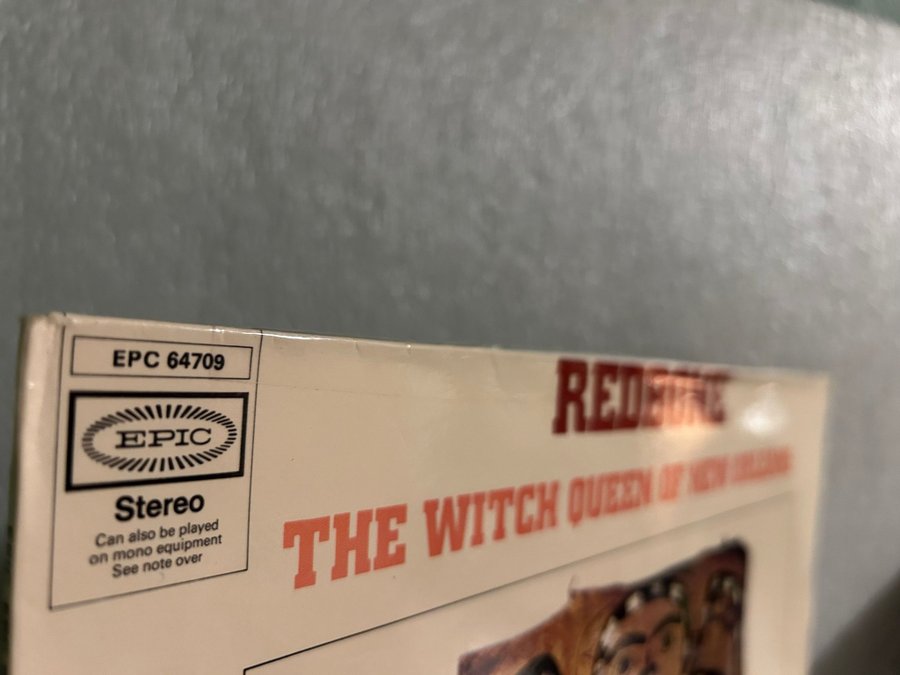 EPC 64709
EPIC
Stereo
Can also be played
on mono equipment
See note over
REDBONE
THE WITCH QUEEN OF NEW ORLEANS